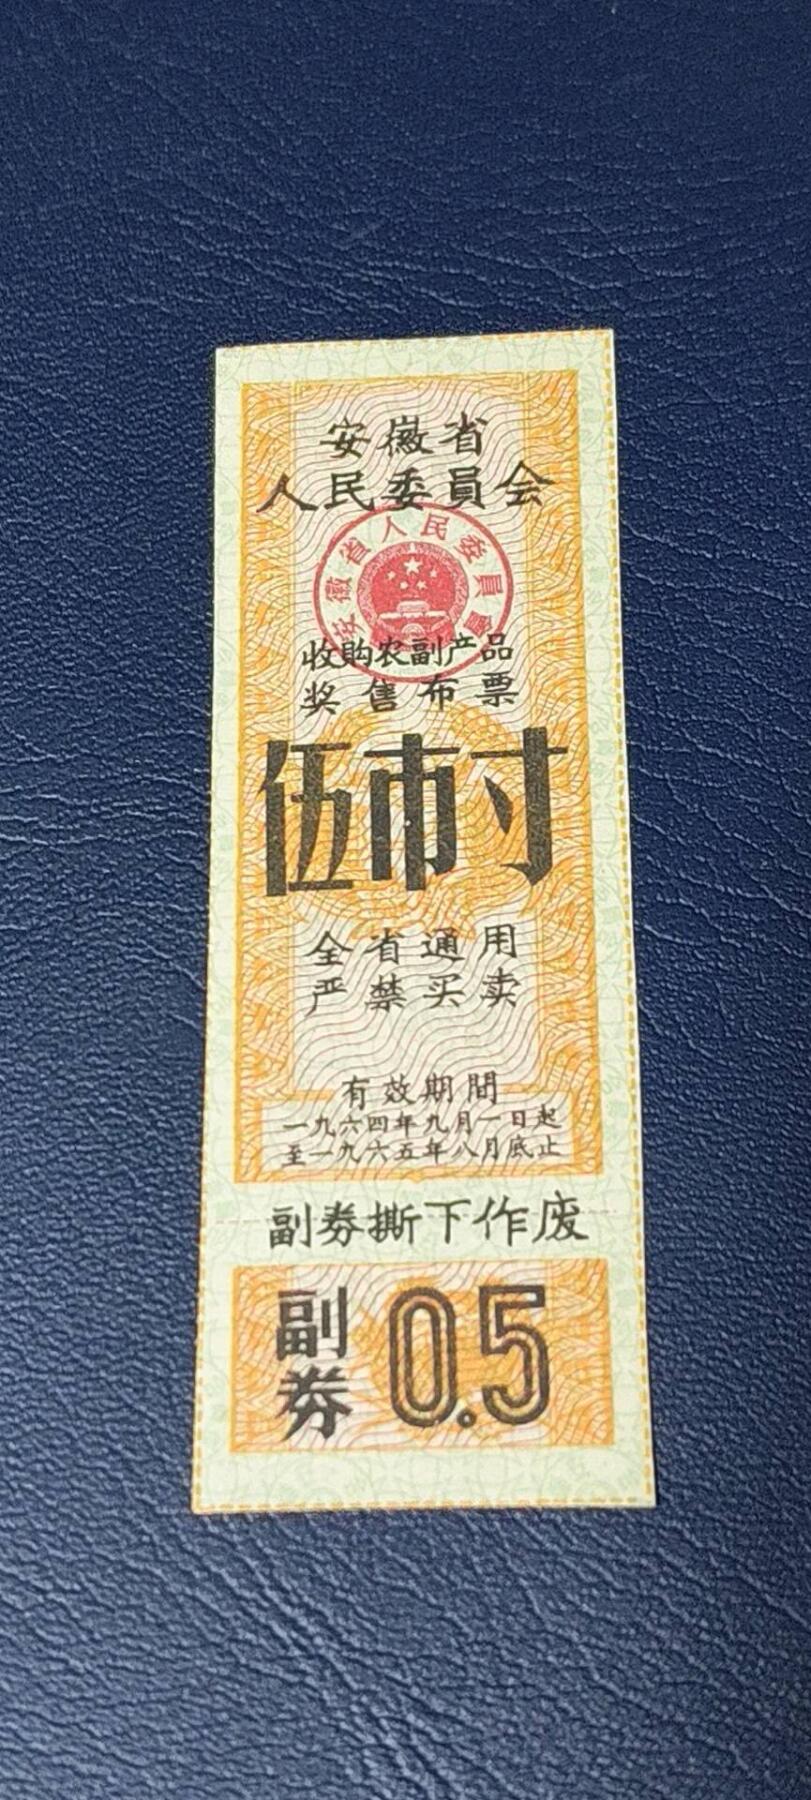 安徽省
人民委員会
安徽省人民委員會
收購农副产品
奖售布票
伍市寸
全省通用
严禁买卖
有效期間
一九六四年九月一日起
至一九六五年八月底止
副券撕下作废
副券 0.5